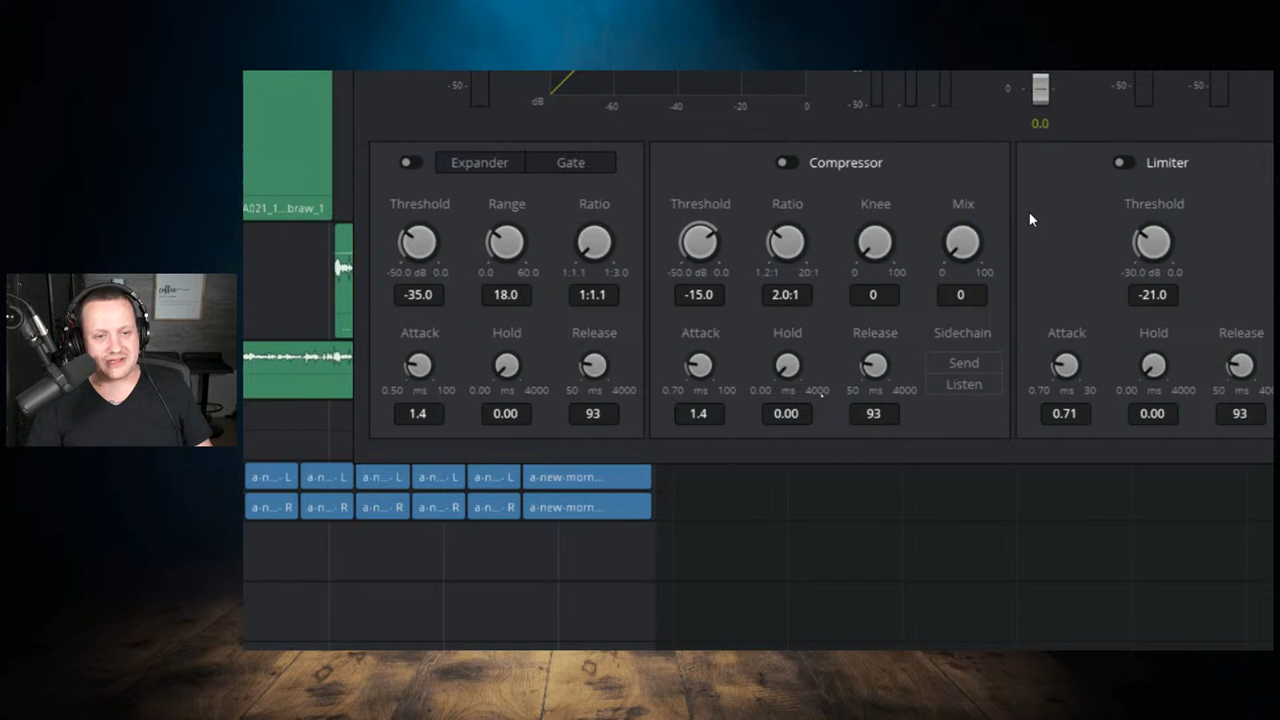 -50-
dB
-60
-40
-20
0
-50-
0
0.0
-50-
-50-
Expander
Gate
Compressor
Limiter
Threshold
Range
Ratio
Threshold
Ratio
Knee
Mix
Threshold
-50.0 dB 0.0
0.0 60.0
1:1.1 1:3.0
-50.0 dB 0.0
1.2:1 20:1
0 100
0 100
-30.0 dB 0.0
-35.0
18.0
1:1.1
-15.0
2.0:1
0
0
-21.0
Attack
Hold
Release
Attack
Hold
Release
Sidechain
Attack
Hold
Release
Send
Listen
0.50 ms 100
0.00 ms 4000
50 ms 4000
0.70 ms 100
0.00 ms 4000
50 ms 4000
0.70 ms 30
0.00 ms 4000
50 ms
1.4
0.00
93
1.4
0.00
93
0.71
0.00
93
A021_1...braw_1
a-n...- L
a-n...- L
a-n...- L
a-n...- L
a-n...- L
a-new-morn...
a-n...- R
a-n...- R
a-n...- R
a-n...- R
a-n...- R
a-new-morn...
coffee